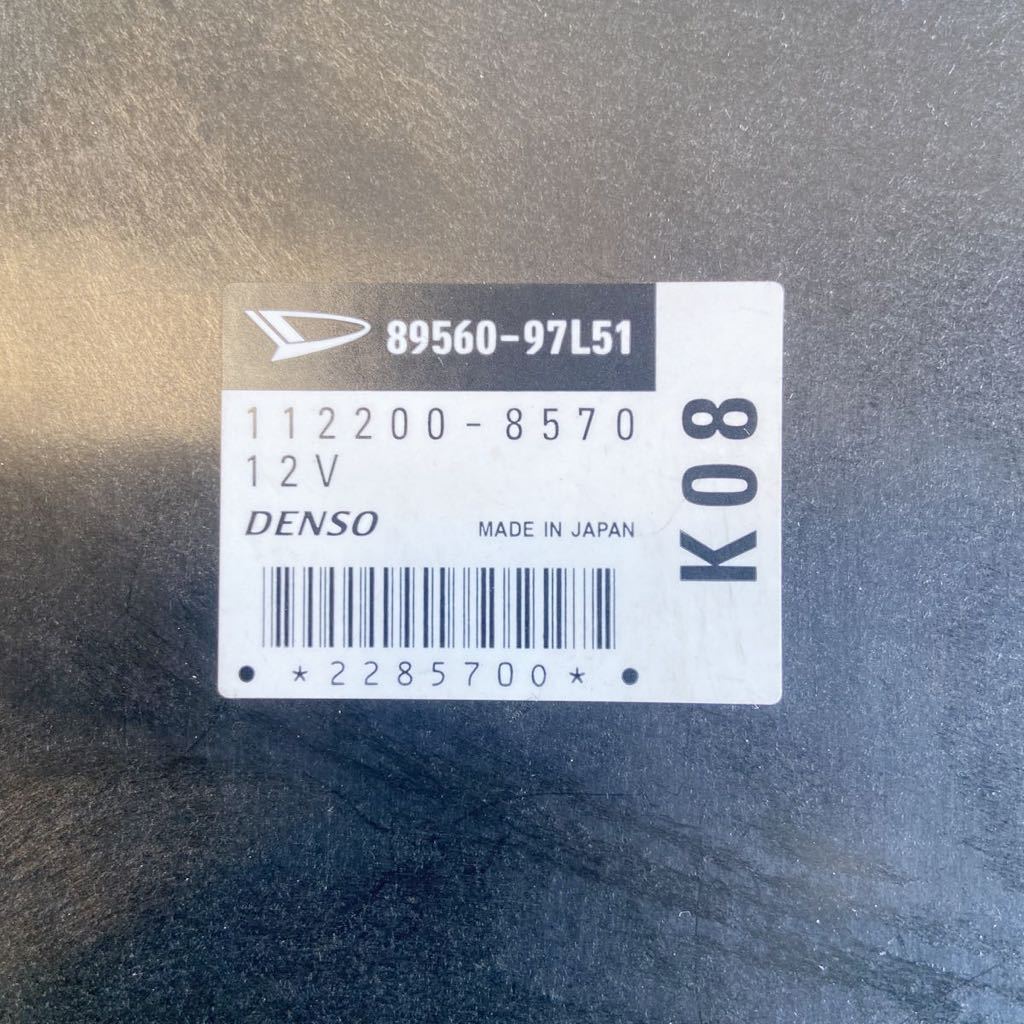 89560-97L51
112200-8570
12V
DENSO MADE IN JAPAN
*2285700*
K08